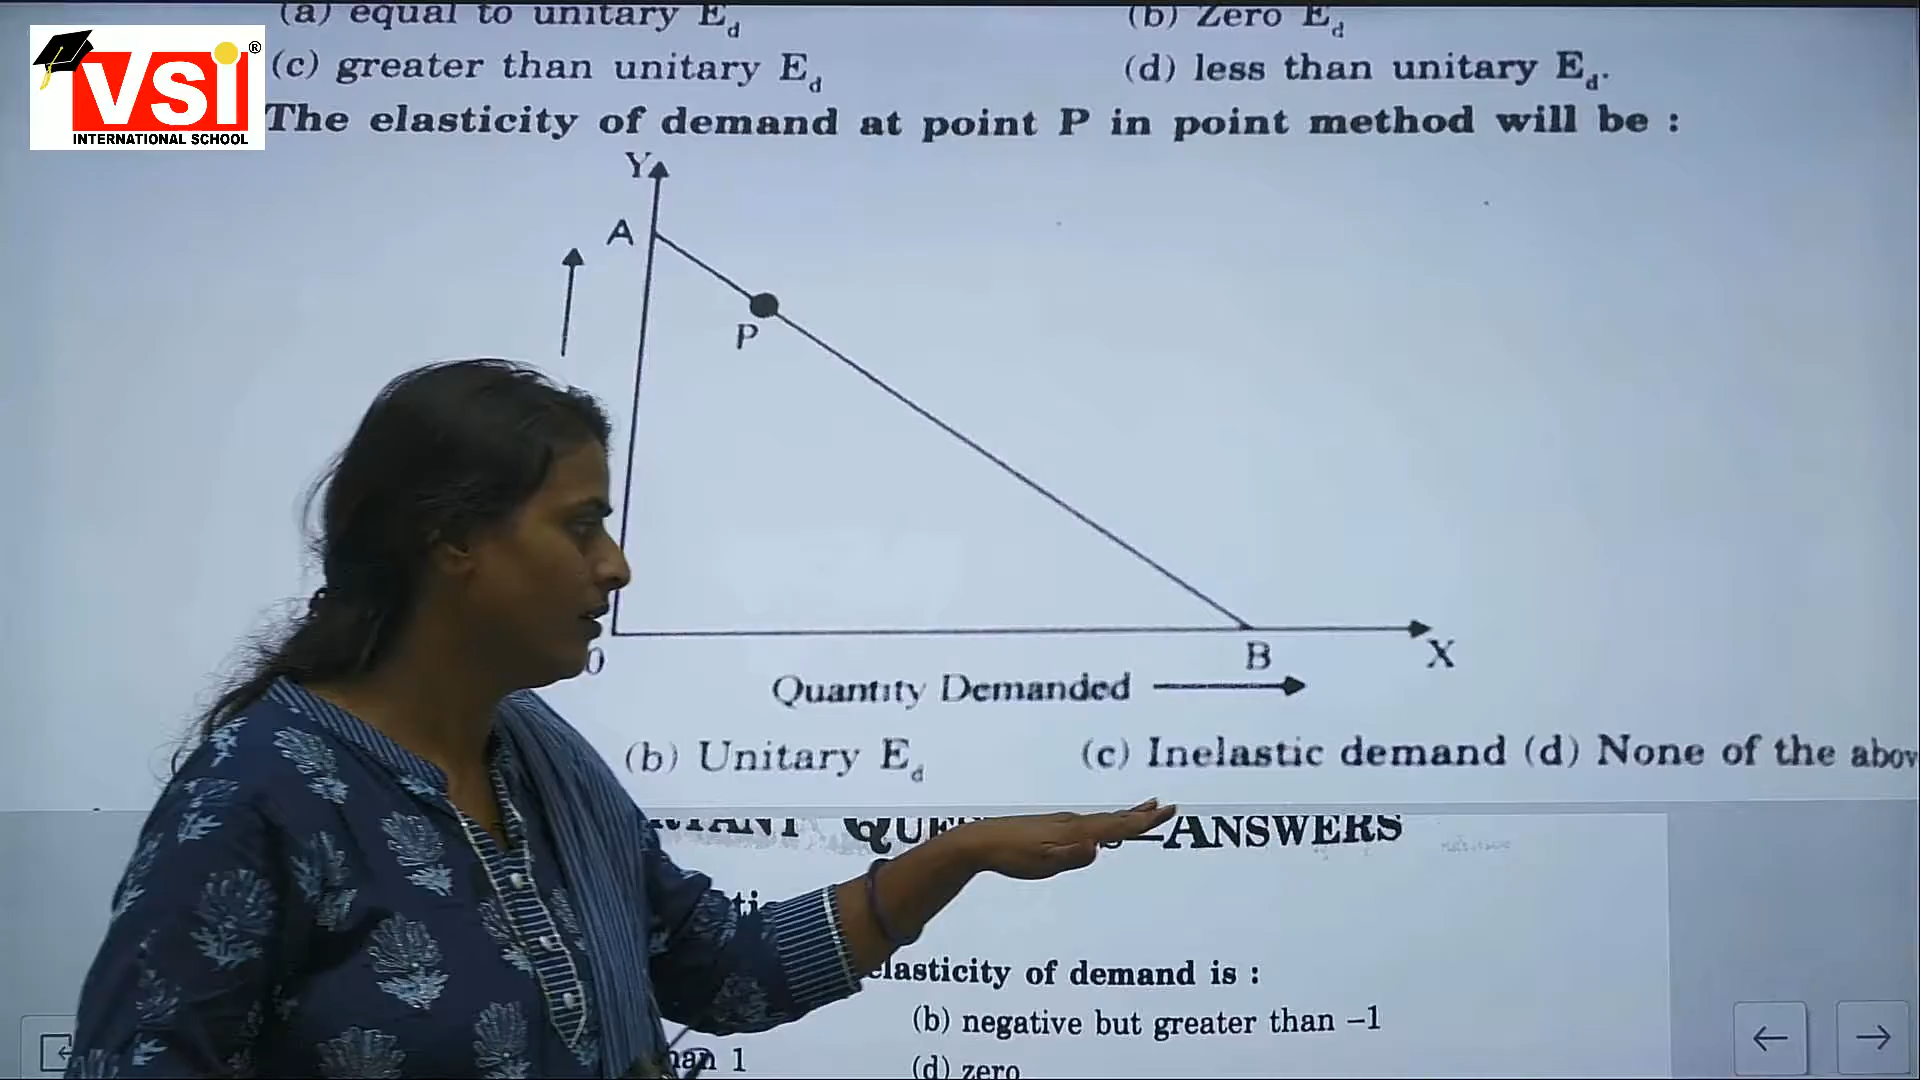 (a) equal to unitary Ed (b) Zero Ed
VSI ®
INTERNATIONAL SCHOOL
(c) greater than unitary Ed (d) less than unitary Ed.
The elasticity of demand at point P in point method will be :
Y
A
P
0 B X
Quantity Demanded
(b) Unitary Ed (c) Inelastic demand (d) None of the abov
ANSWERS
elasticity of demand is :
(b) negative but greater than –1
han 1 (d) zero